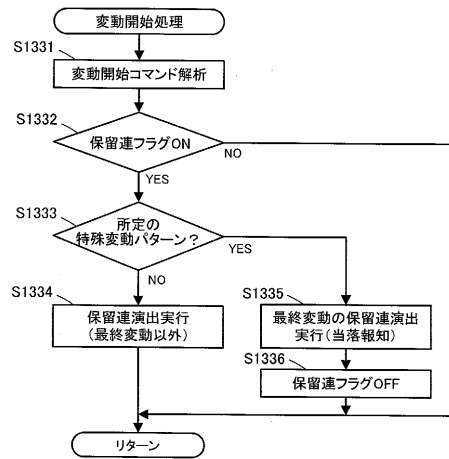 変動開始処理
S1331
変動開始コマンド解析
S1332
保留連フラグON
NO
YES
S1333
所定の
特殊変動パターン?
YES
NO
S1334
保留連演出実行
(最終変動以外)
S1335
最終変動の保留連演出
実行(当落報知)
S1336
保留連フラグOFF
リターン